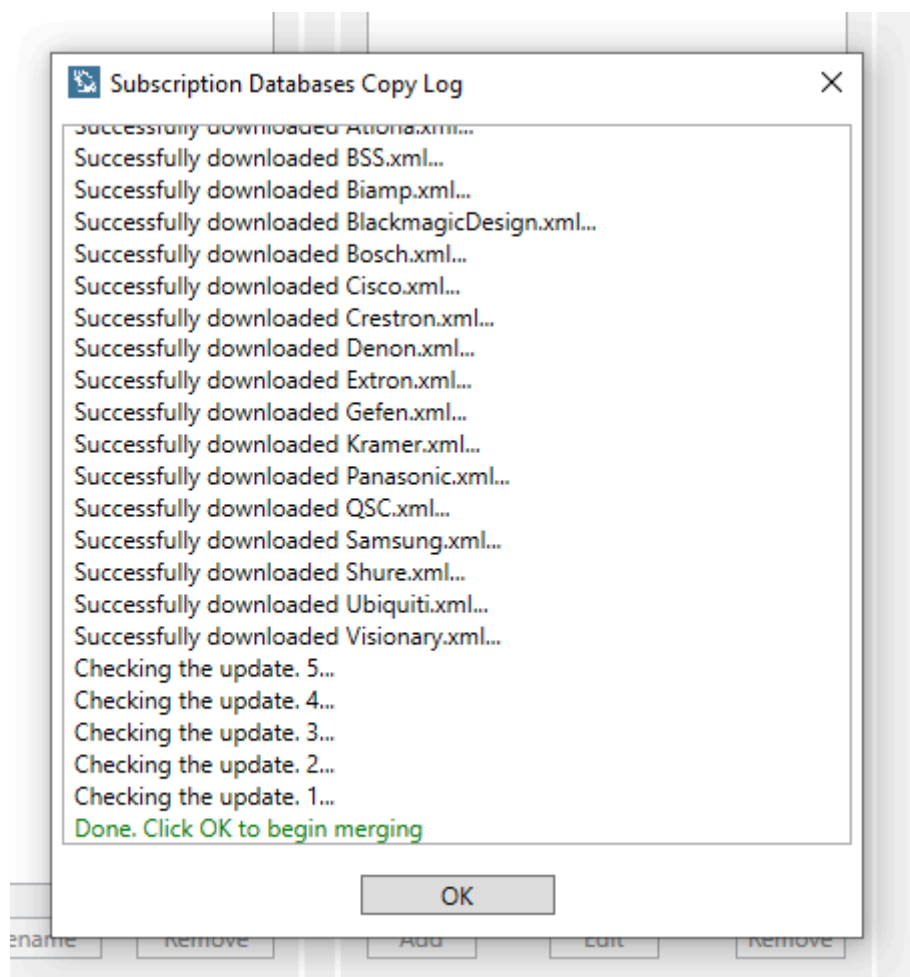 Subscription Databases Copy Log
Successfully downloaded Atlona.xml...
Successfully downloaded BSS.xml...
Successfully downloaded Biamp.xml...
Successfully downloaded BlackmagicDesign.xml...
Successfully downloaded Bosch.xml...
Successfully downloaded Cisco.xml...
Successfully downloaded Crestron.xml...
Successfully downloaded Denon.xml...
Successfully downloaded Extron.xml...
Successfully downloaded Gefen.xml...
Successfully downloaded Kramer.xml...
Successfully downloaded Panasonic.xml...
Successfully downloaded QSC.xml...
Successfully downloaded Samsung.xml...
Successfully downloaded Shure.xml...
Successfully downloaded Ubiquiti.xml...
Successfully downloaded Visionary.xml...
Checking the update. 5...
Checking the update. 4...
Checking the update. 3...
Checking the update. 2...
Checking the update. 1...
Done. Click OK to begin merging
OK
ename Remove Add Edit Remove